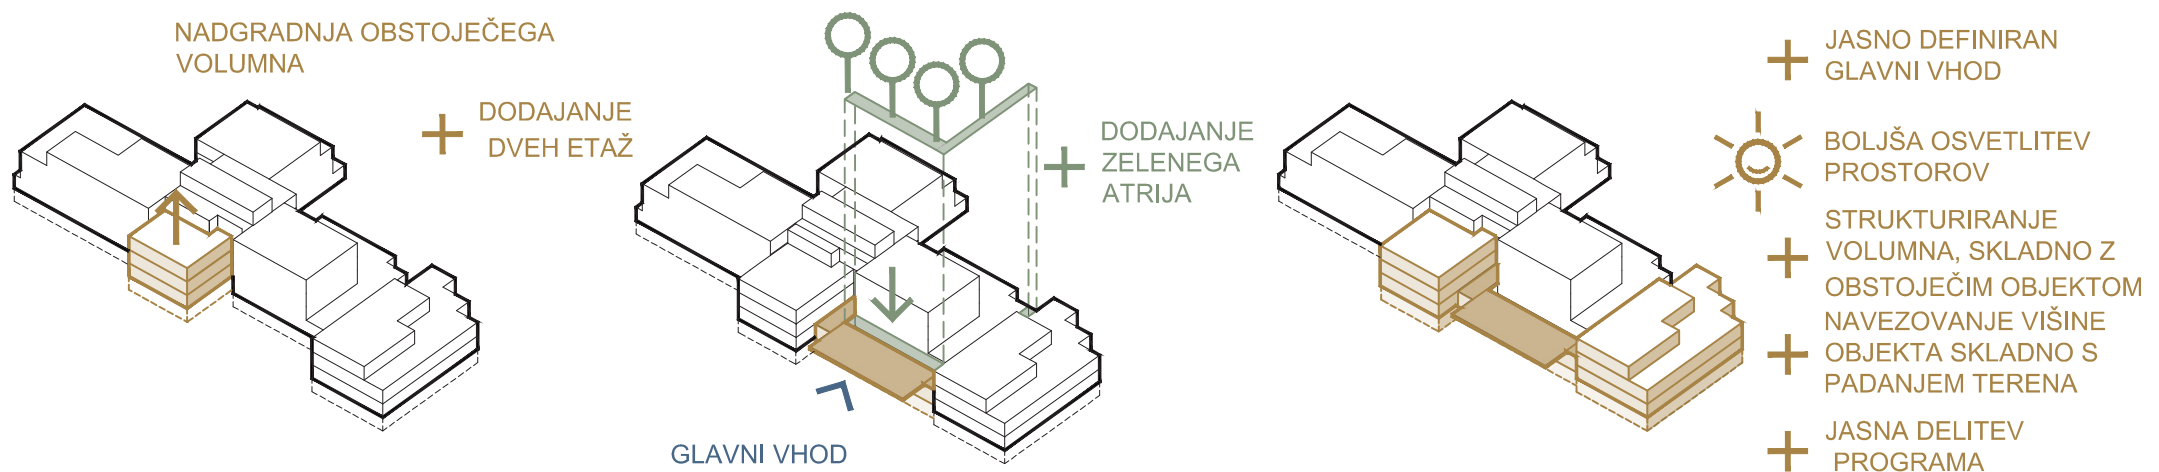 NADGRADNJA OBSTOJEČEGA
VOLUMNA
DODAJANJE
DVEH ETAŽ
DODAJANJE
ZELENEGA
ATRIJA
GLAVNI VHOD
JASNO DEFINIRAN
GLAVNI VHOD
BOLJŠA OSVETLITEV
PROSTOROV
STRUKTURIRANJE
VOLUMNA, SKLADNO Z
OBSTOJEČIM OBJEKTOM
NAVEZOVANJE VIŠINE
OBJEKTA SKLADNO S
PADANJEM TERENA
JASNA DELITEV
PROGRAMA